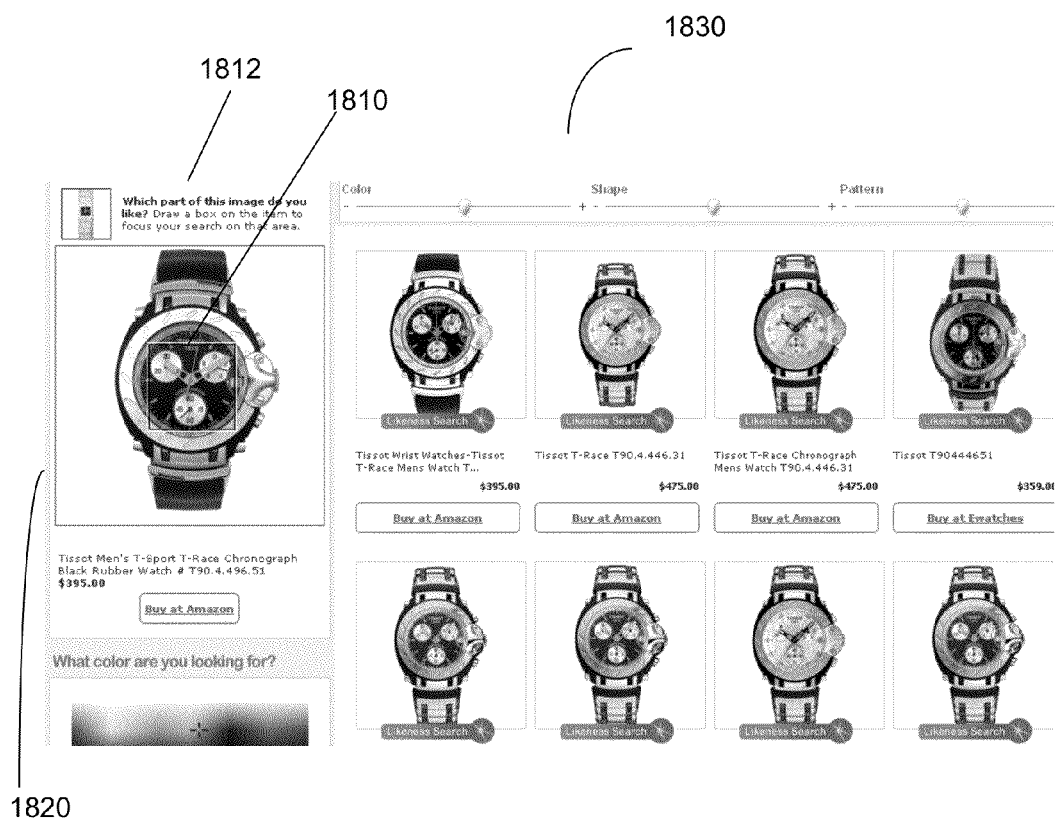 1830
1812
1810
Which part of this image do you
like? Draw a box on the item to
focus your search on that area.
Color
Shape
Pattern
- +
- +
-
Likeness Search
Likeness Search
Likeness Search
Likeness Search
Tissot Wrist Watches-Tissot
T-Race Mens Watch T...
$395.00
Buy at Amazon
Tissot T-Race T90.4.446.31
$475.00
Buy at Amazon
Tissot T-Race Chronograph
Mens Watch T90.4.446.31
$475.00
Buy at Amazon
Tissot T90444651
$359.00
Buy at Ewatches
Tissot Men's T-Sport T-Race Chronograph
Black Rubber Watch # T90.4.496.51
$395.00
Buy at Amazon
What color are you looking for?
Likeness Search
Likeness Search
Likeness Search
Likeness Search
1820